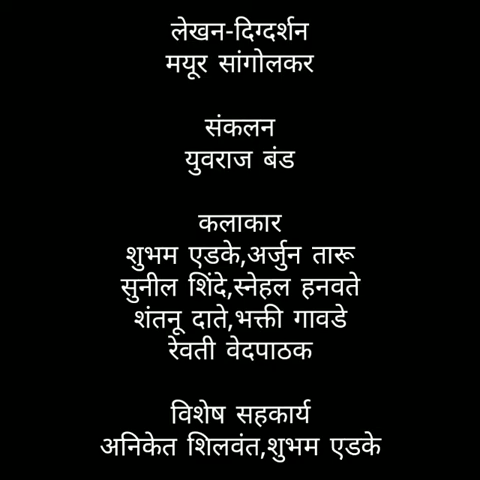 लेखन-दिग्दर्शन
मयूर सांगोलकर
संकलन
युवराज बंड
कलाकार
शुभम एडके,अर्जुन तारू
सुनील शिंदे,स्नेहल हनवते
शंतनू दाते,भक्ती गावडे
रेवती वेदपाठक
विशेष सहकार्य
अनिकेत शिलवंत,शुभम एडके